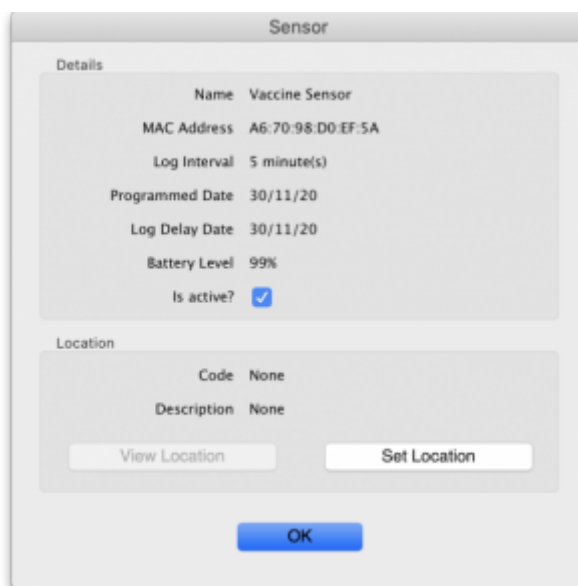 Sensor
Details
Name Vaccine Sensor
MAC Address A6:70:98:D0:EF:5A
Log Interval 5 minute(s)
Programmed Date 30/11/20
Log Delay Date 30/11/20
Battery Level 99%
Is active?
Location
Code None
Description None
View Location Set Location
OK